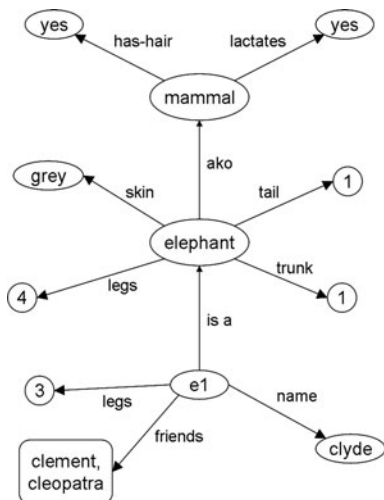 yes
yes
has-hair
lactates
mammal
ako
grey
skin
tail
1
elephant
legs
trunk
4
1
is a
3
e1
legs
name
friends
clement,
cleopatra
clyde